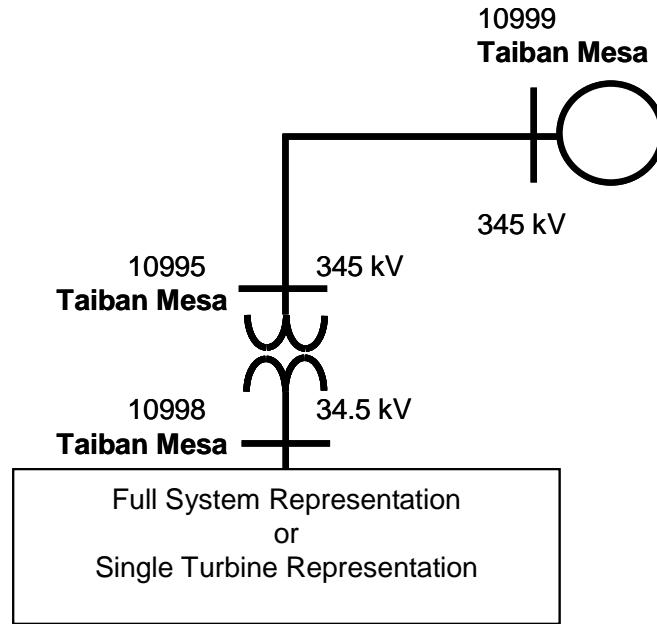 10999
Taiban Mesa
345 kV
10995 345 kV
Taiban Mesa
10998 34.5 kV
Taiban Mesa
Full System Representation
or
Single Turbine Representation